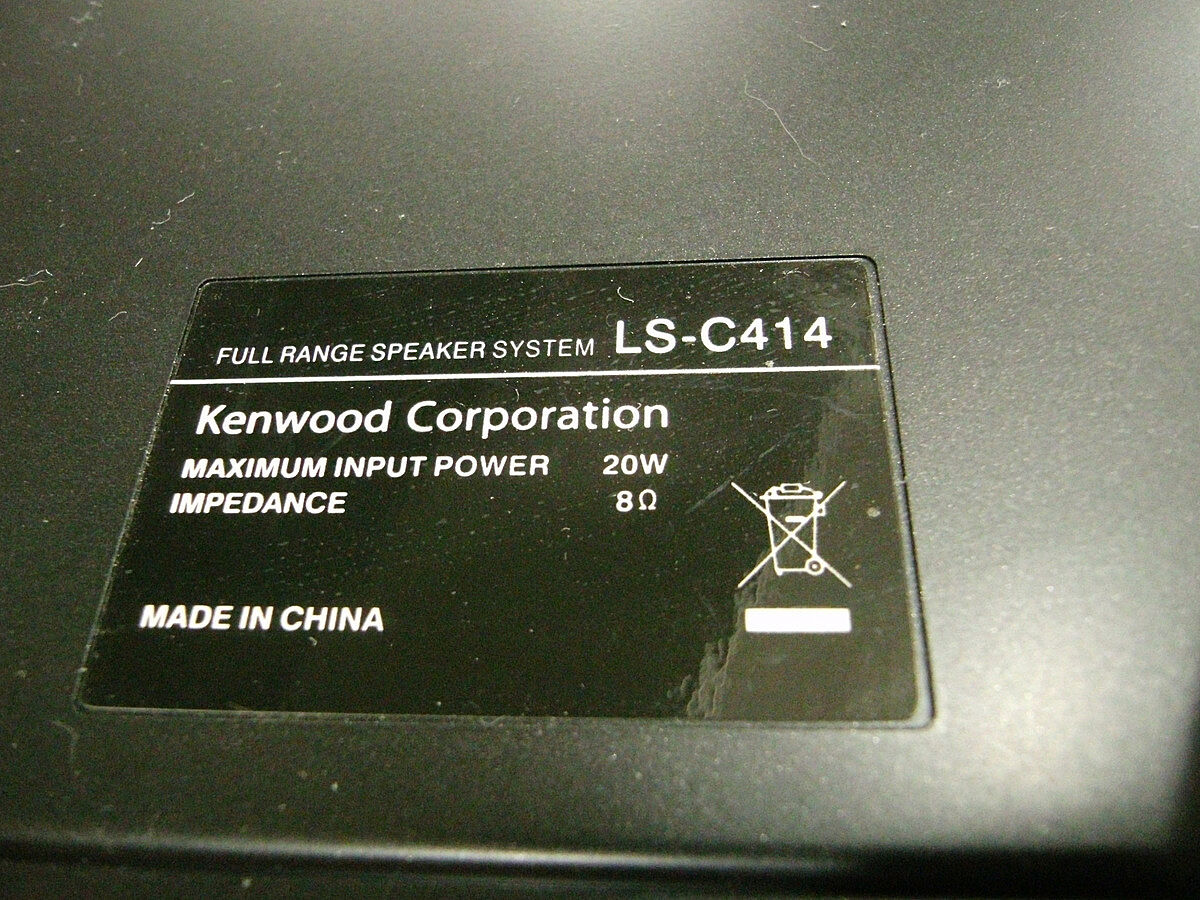 FULL RANGE SPEAKER SYSTEM LS-C414
Kenwood Corporation
MAXIMUM INPUT POWER 20W
IMPEDANCE 8Ω
MADE IN CHINA